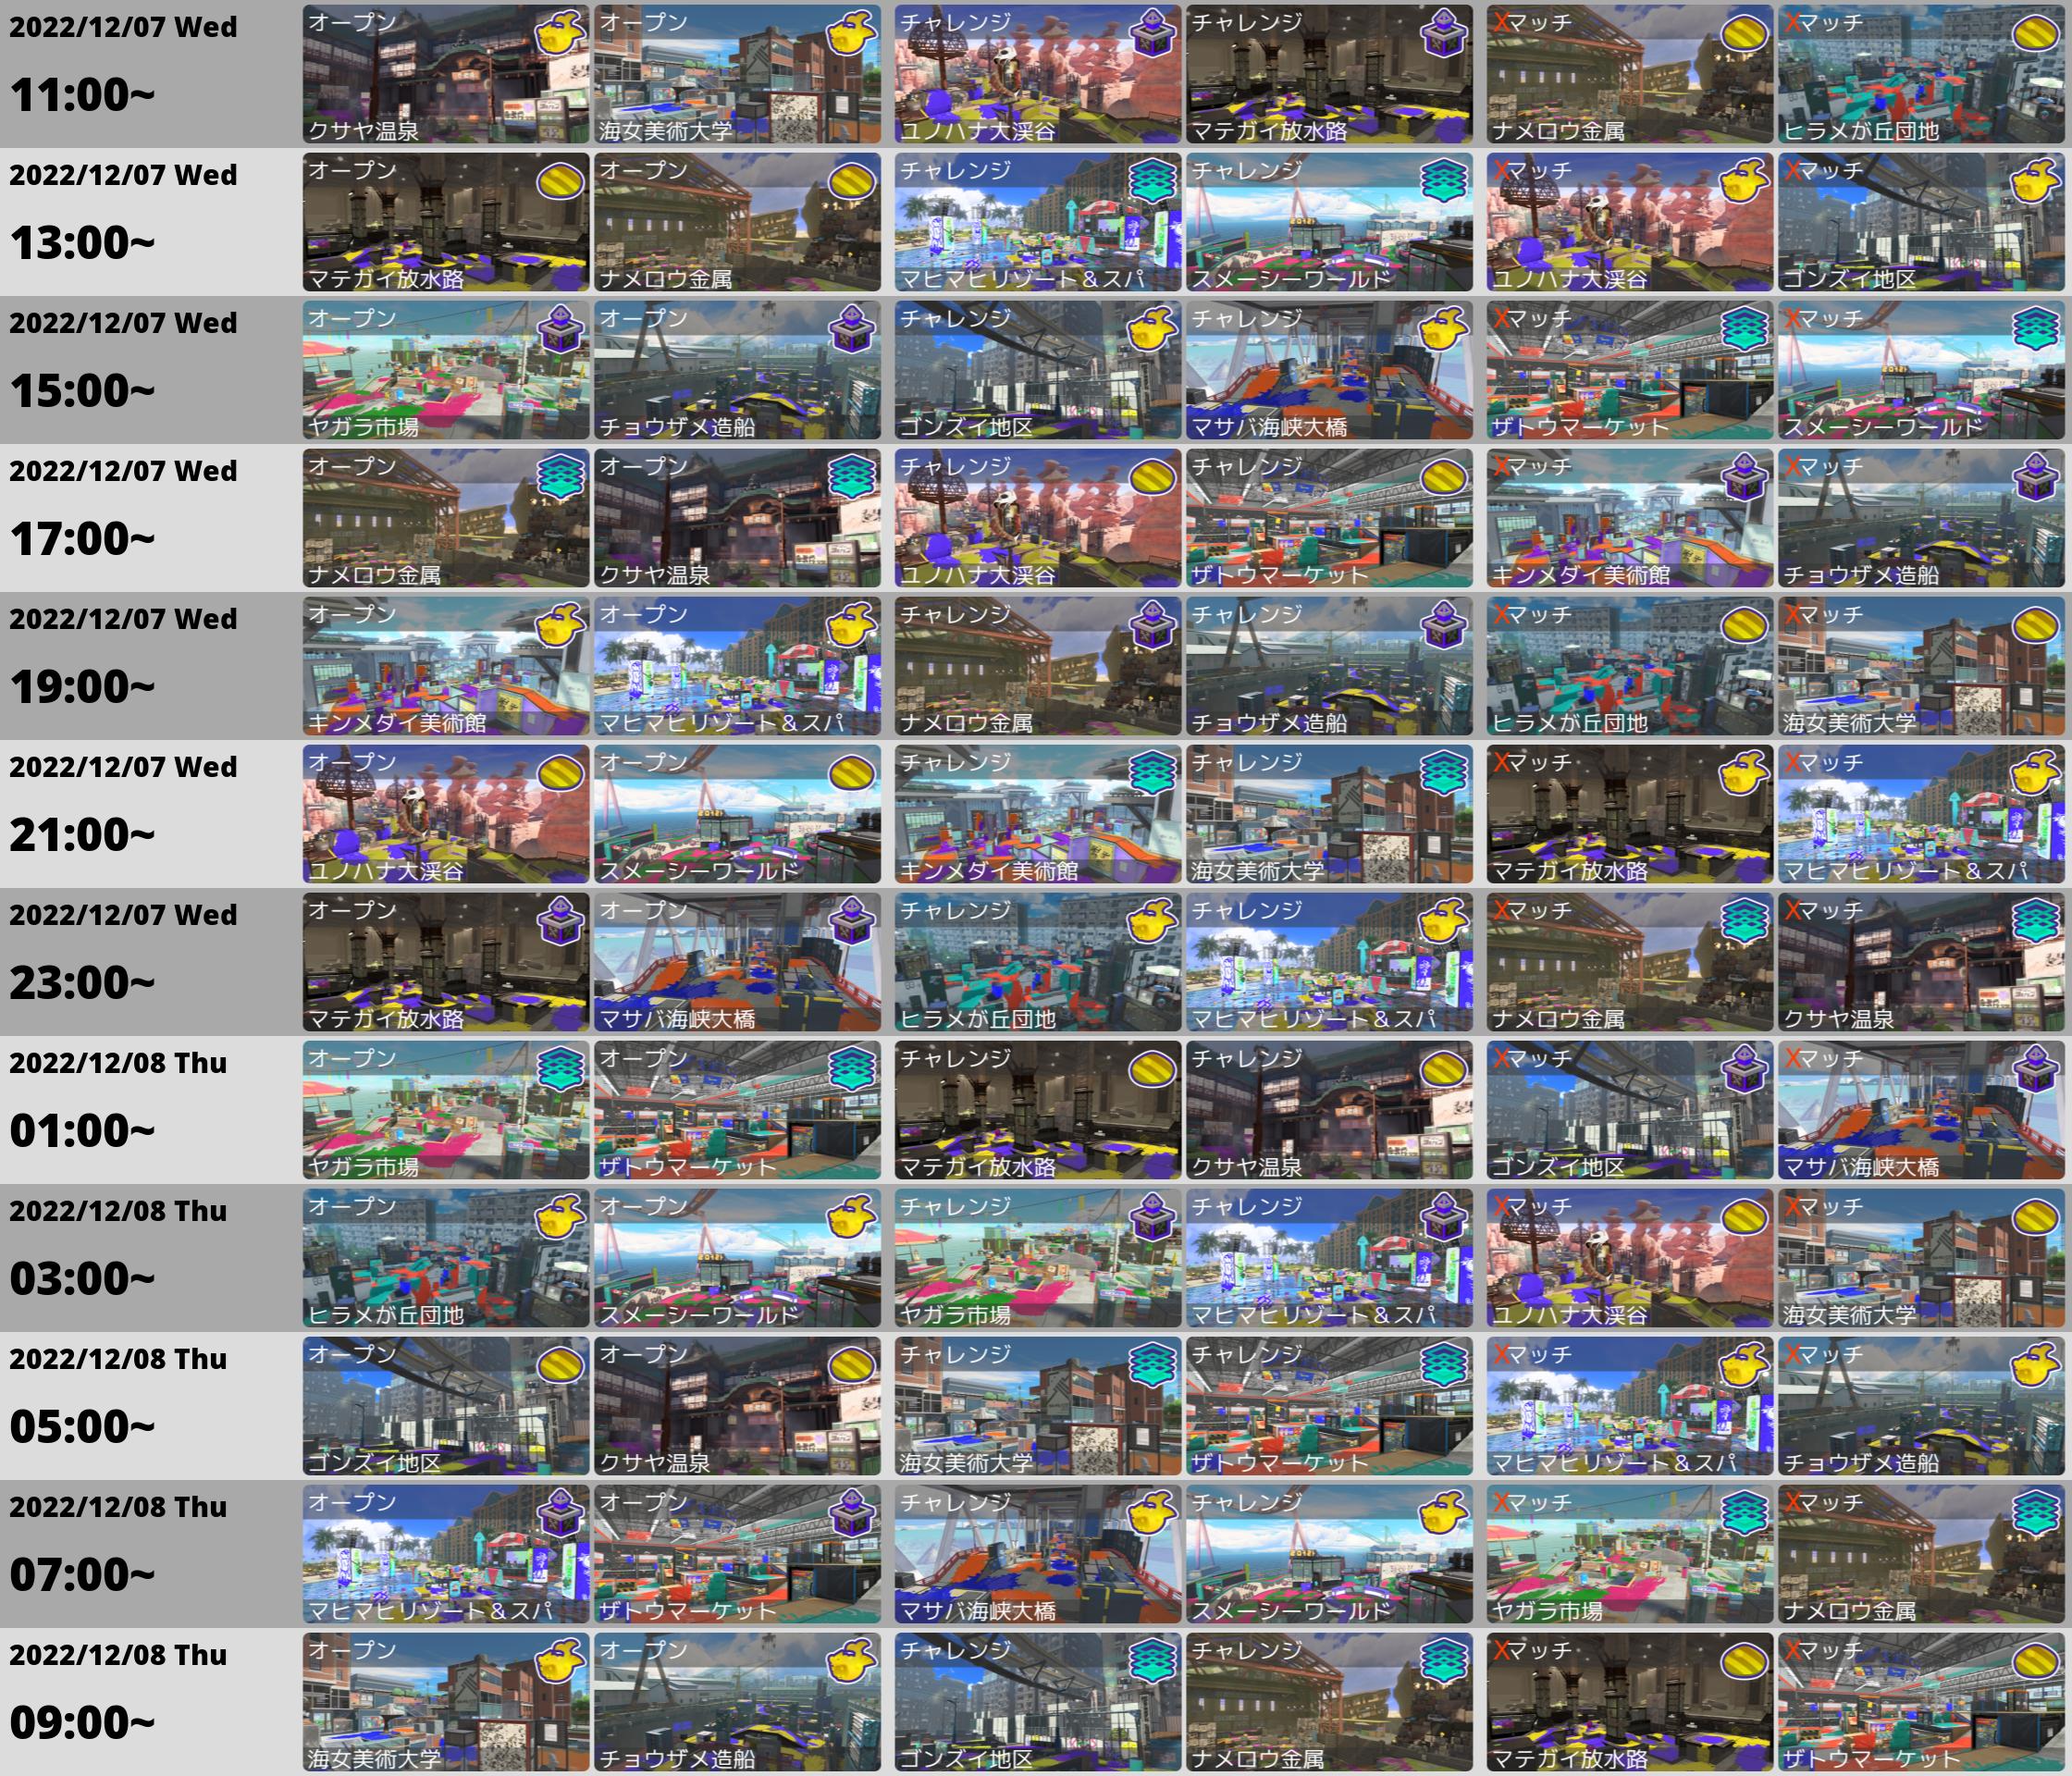 2022/12/07 Wed
11:00~
オープン オープン チャレンジ チャレンジ Xマッチ Xマッチ
クサヤ温泉 海女美術大学 ユノハナ大渓谷 マテガイ放水路 ナメロウ金属 ヒラメが丘団地
2022/12/07 Wed
13:00~
オープン オープン チャレンジ チャレンジ Xマッチ Xマッチ
マテガイ放水路 ナメロウ金属 マヒマヒリゾート＆スパ スメーシーワールド ユノハナ大渓谷 ゴンズイ地区
2022/12/07 Wed
15:00~
オープン オープン チャレンジ チャレンジ Xマッチ Xマッチ
ヤガラ市場 チョウザメ造船 ゴンズイ地区 マサバ海峡大橋 ザトウマーケット スメーシーワールド
2022/12/07 Wed
17:00~
オープン オープン チャレンジ チャレンジ Xマッチ Xマッチ
ナメロウ金属 クサヤ温泉 ユノハナ大渓谷 ザトウマーケット キンメダイ美術館 チョウザメ造船
2022/12/07 Wed
19:00~
オープン オープン チャレンジ チャレンジ Xマッチ Xマッチ
キンメダイ美術館 マヒマヒリゾート＆スパ ナメロウ金属 チョウザメ造船 ヒラメが丘団地 海女美術大学
2022/12/07 Wed
21:00~
オープン オープン チャレンジ チャレンジ Xマッチ Xマッチ
ユノハナ大渓谷 スメーシーワールド キンメダイ美術館 海女美術大学 マテガイ放水路 マヒマヒリゾート＆スパ
2022/12/07 Wed
23:00~
オープン オープン チャレンジ チャレンジ Xマッチ Xマッチ
マテガイ放水路 マサバ海峡大橋 ヒラメが丘団地 マヒマヒリゾート＆スパ ナメロウ金属 クサヤ温泉
2022/12/08 Thu
01:00~
オープン オープン チャレンジ チャレンジ Xマッチ Xマッチ
ヤガラ市場 ザトウマーケット マテガイ放水路 クサヤ温泉 ゴンズイ地区 マサバ海峡大橋
2022/12/08 Thu
03:00~
オープン オープン チャレンジ チャレンジ Xマッチ Xマッチ
ヒラメが丘団地 スメーシーワールド ヤガラ市場 マヒマヒリゾート＆スパ ユノハナ大渓谷 海女美術大学
2022/12/08 Thu
05:00~
オープン オープン チャレンジ チャレンジ Xマッチ Xマッチ
ゴンズイ地区 クサヤ温泉 海女美術大学 ザトウマーケット マヒマヒリゾート＆スパ チョウザメ造船
2022/12/08 Thu
07:00~
オープン オープン チャレンジ チャレンジ Xマッチ Xマッチ
マヒマヒリゾート＆スパ ザトウマーケット マサバ海峡大橋 スメーシーワールド ヤガラ市場 ナメロウ金属
2022/12/08 Thu
09:00~
オープン オープン チャレンジ チャレンジ Xマッチ Xマッチ
海女美術大学 チョウザメ造船 ゴンズイ地区 ナメロウ金属 マテガイ放水路 ザトウマーケット